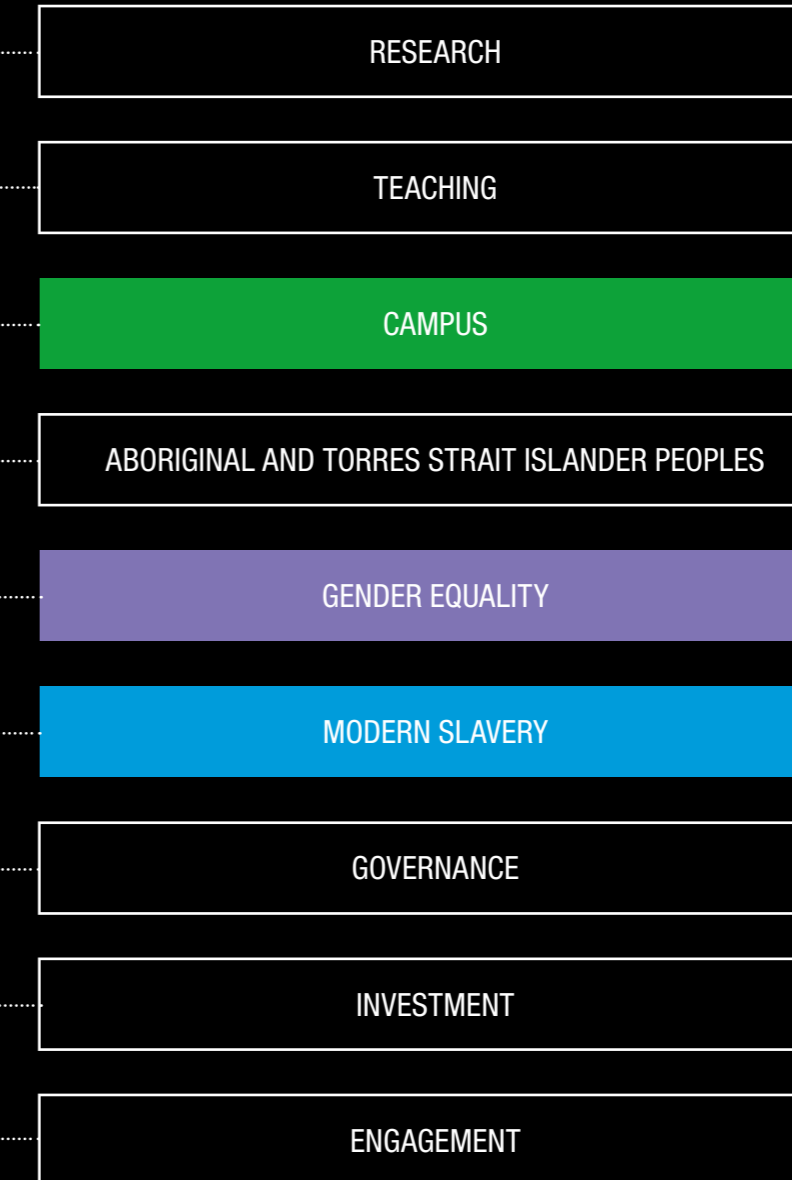 RESEARCH
TEACHING
CAMPUS
ABORIGINAL AND TORRES STRAIT ISLANDER PEOPLES
GENDER EQUALITY
MODERN SLAVERY
GOVERNANCE
INVESTMENT
ENGAGEMENT